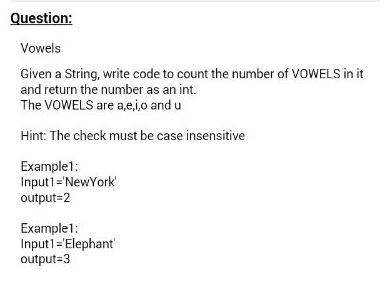 Question:
Vowels
Given a String, write code to count the number of VOWELS in it
and return the number as an int.
The VOWELS are a,e,i,o and u
Hint: The check must be case insensitive
Example1:
Input1='NewYork'
output=2
Example1:
Input1='Elephant'
output=3